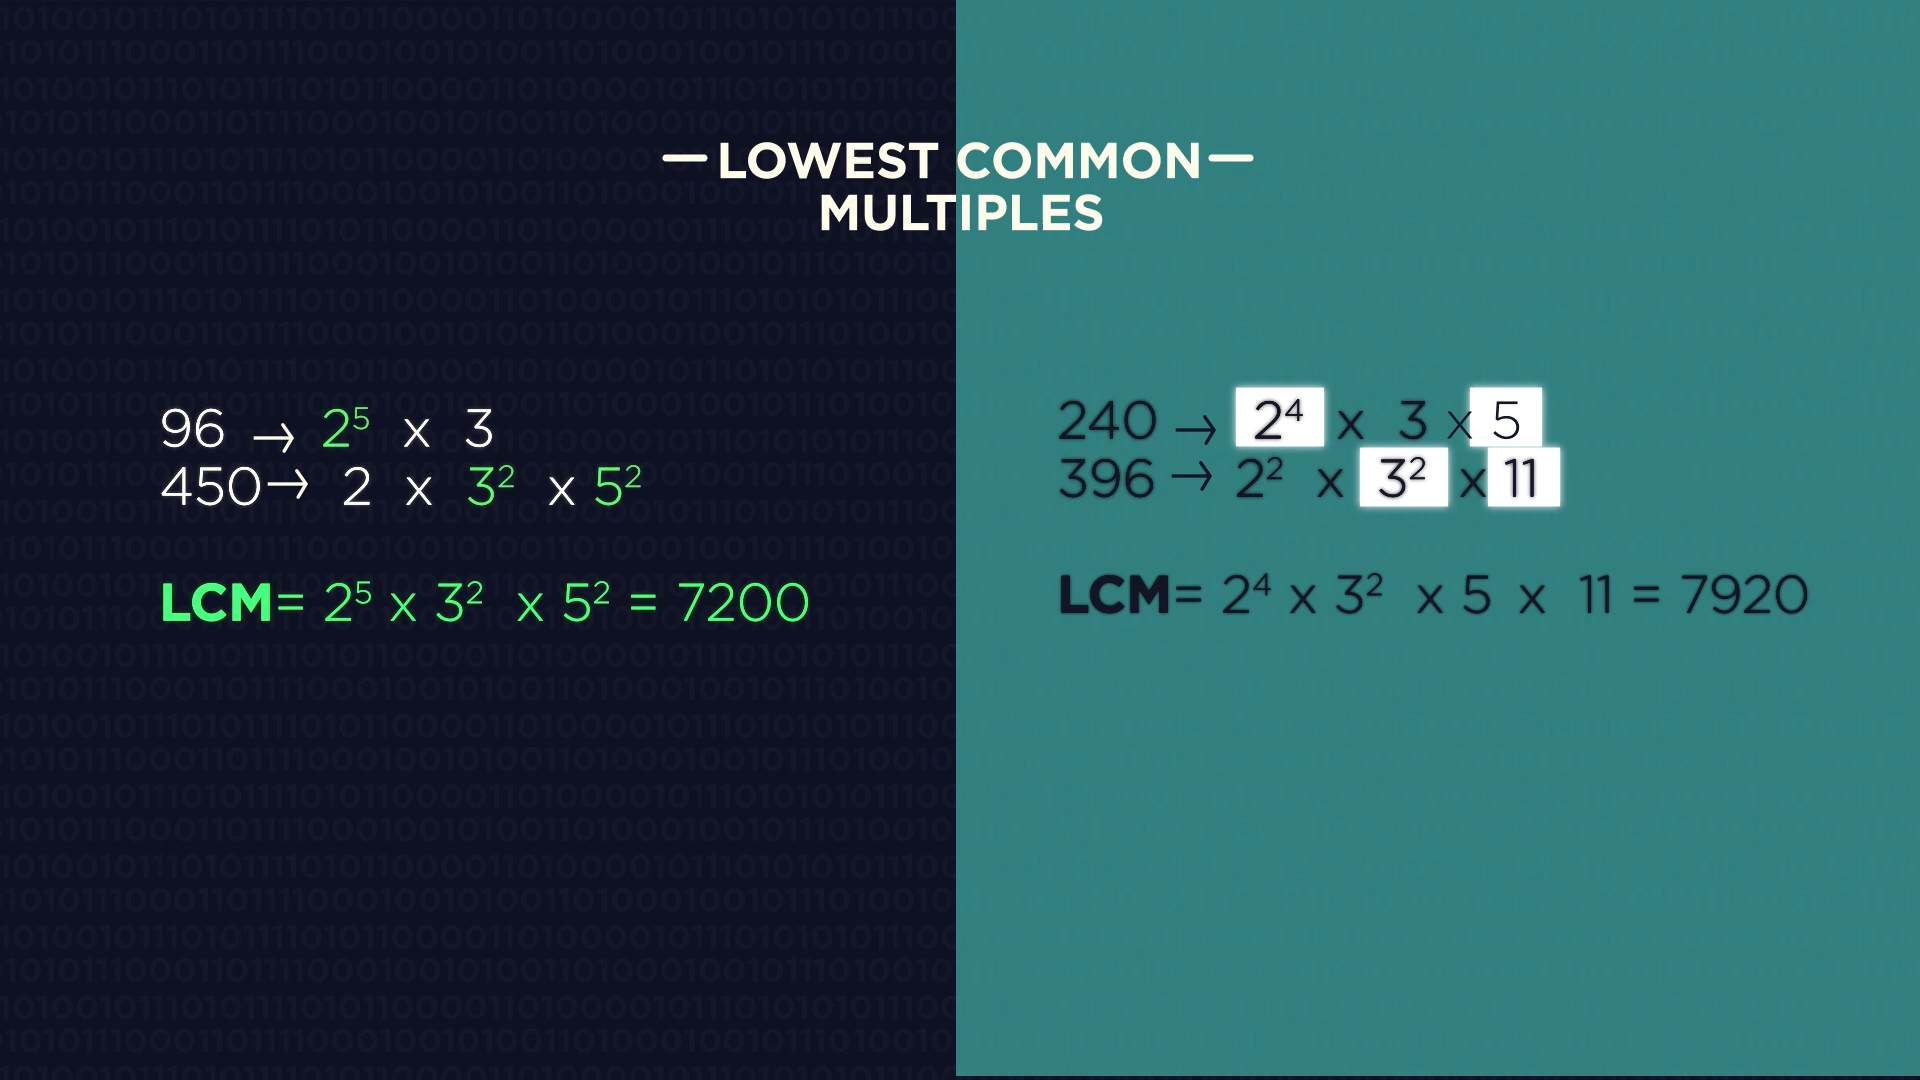 — LOWEST COMMON —
MULTIPLES
96 → 2⁵ x 3
450 → 2 x 3² x 5²
LCM = 2⁵ x 3² x 5² = 7200
240 → 2⁴ x 3 x 5
396 → 2² x 3² x 11
LCM = 2⁴ x 3² x 5 x 11 = 7920